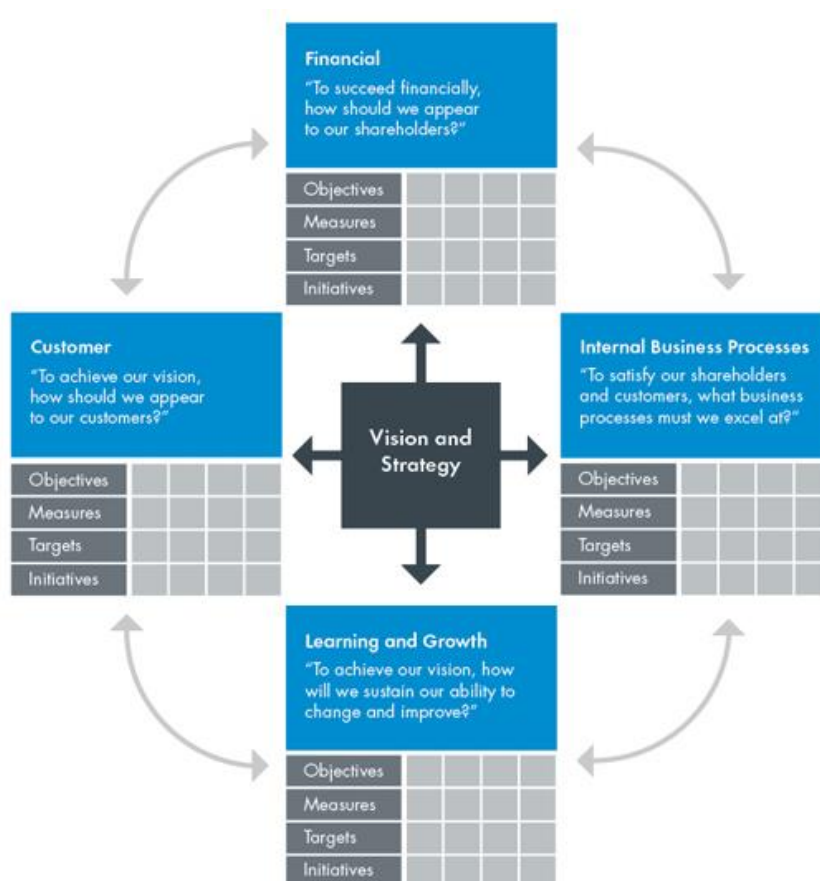 Financial
“To succeed financially,
how should we appear
to our shareholders?”
Objectives
Measures
Targets
Initiatives
Customer
“To achieve our vision,
how should we appear
to our customers?”
Objectives
Measures
Targets
Initiatives
Vision and
Strategy
Internal Business Processes
“To satisfy our shareholders
and customers, what business
processes must we excel at?”
Objectives
Measures
Targets
Initiatives
Learning and Growth
“To achieve our vision, how
will we sustain our ability to
change and improve?”
Objectives
Measures
Targets
Initiatives